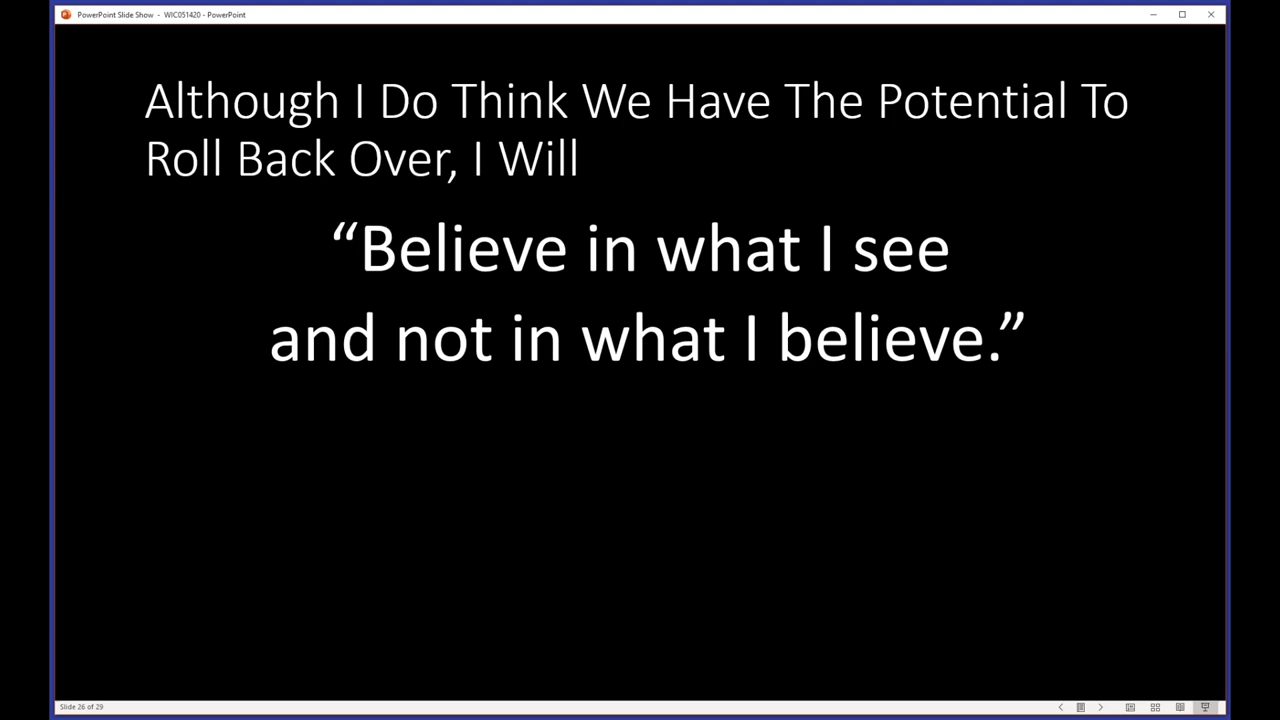 PowerPoint Slide Show - WIC051420 - PowerPoint
Although I Do Think We Have The Potential To
Roll Back Over, I Will
“Believe in what I see
and not in what I believe.”
Slide 26 of 29